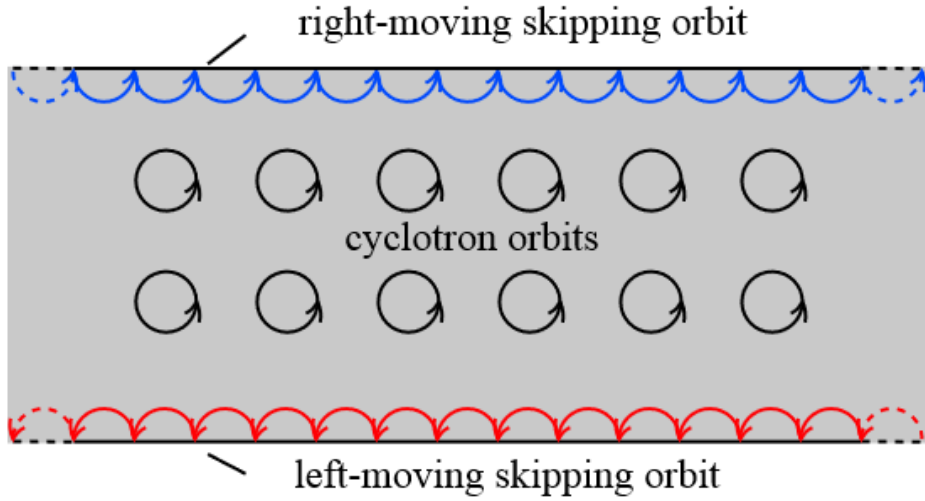 right-moving skipping orbit
cyclotron orbits
left-moving skipping orbit